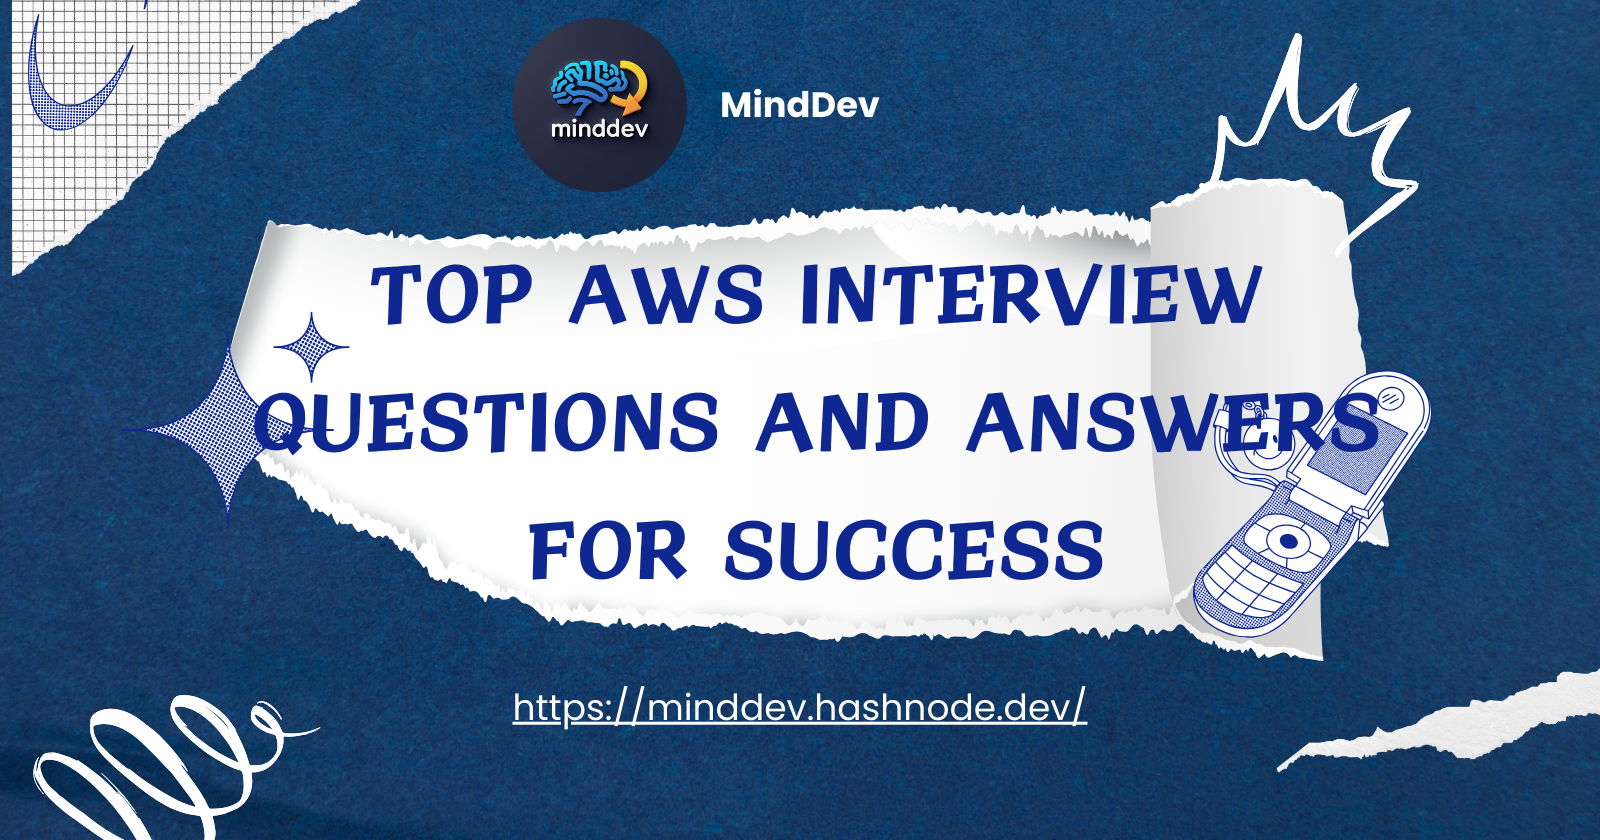 minddev
MindDev
TOP AWS INTERVIEW
QUESTIONS AND ANSWERS
FOR SUCCESS
https://minddev.hashnode.dev/